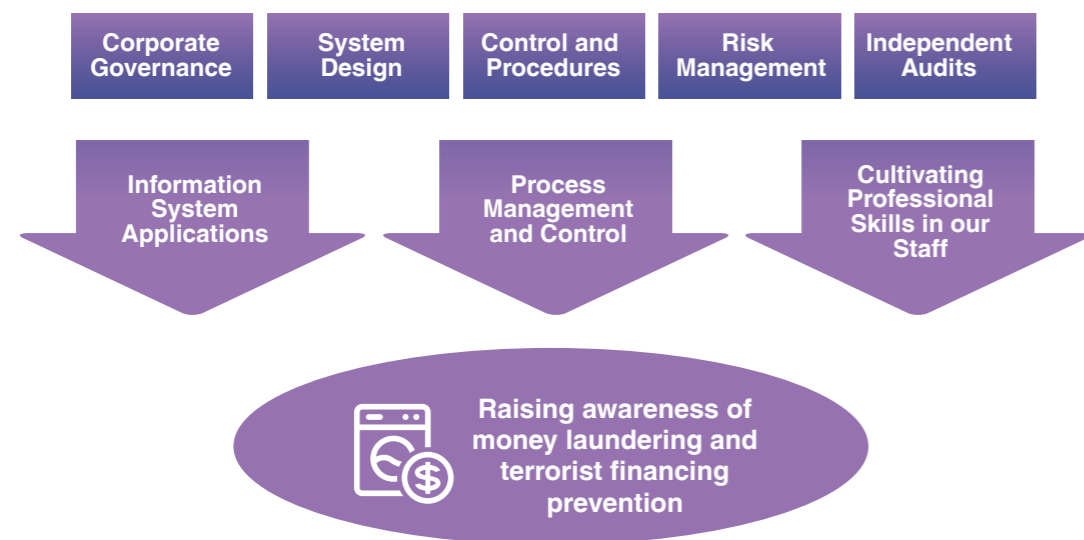 Corporate
Governance
System
Design
Control and
Procedures
Risk
Management
Independent
Audits
Information
System
Applications
Process
Management
and Control
Cultivating
Professional
Skills in our
Staff
Raising awareness of
money laundering and
terrorist financing
prevention
$